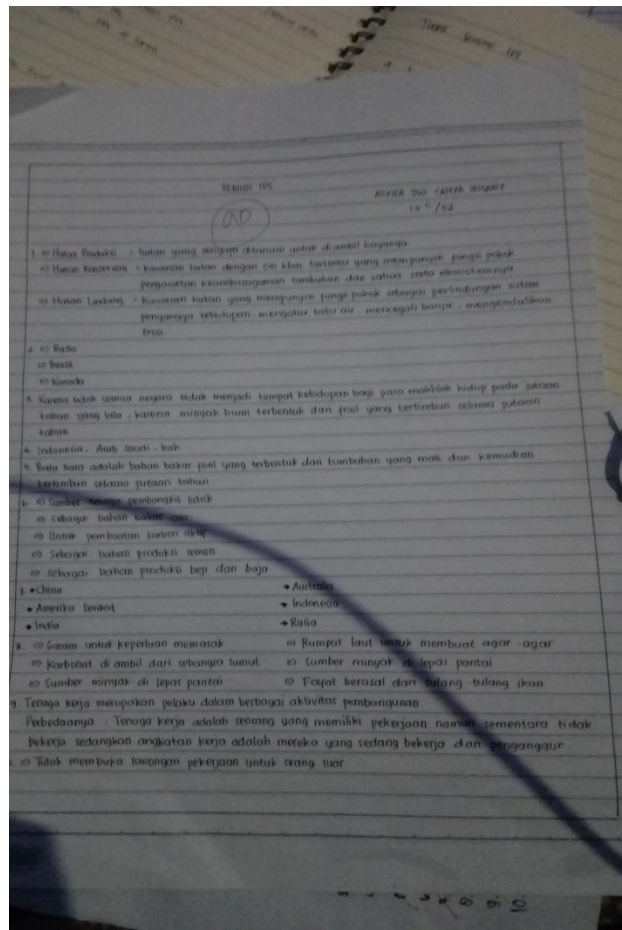 TUGAS
REMIDI IPS
90
1. Hutan Produksi = hutan yang sengaja ditanam untuk diambil kayunya
Hutan Konservasi = Kawasan hutan dengan ciri khas tertentu yang mempunyai fungsi pokok
pengawetan keanekaragaman tumbuhan dan satwa serta ekosistemnya
Hutan Lindung = Kawasan hutan yang mempunyai fungsi pokok sebagai perlindungan sistem
penyangga kehidupan, mengatur tata air, mencegah banjir, mengendalikan
erosi
2. Rusia
Brazil
Kanada
3. Karena tidak semua negara tidak menjadi tempat kehidupan bagi para makhluk hidup pada jutaan
tahun yang lalu, karena minyak bumi terbentuk dari fosil yang tertimbun selama jutaan
tahun
4. Indonesia, Arab Saudi, Irak
5. Batu bara adalah bahan bakar fosil yang terbentuk dari tumbuhan yang mati dan kemudian
tertimbun selama jutaan tahun
6. Sumber tenaga pembangkit listrik
Sebagai bahan bakar cair
Untuk pembuatan karbon aktif
Sebagai bahan produksi semen
Sebagai bahan produksi besi dan baja
7. China
Australia
Amerika Serikat
Indonesia
India
Rusia
8. Garam untuk keperluan memasak
Rumput laut untuk membuat agar-agar
Karbonat di ambil dari sebangsa lumut
Sumber minyak di lepas pantai
Sumber minyak di lepas pantai
Fosfat berasal dari tulang-tulang ikan
9. Tenaga kerja merupakan pelaku dalam berbagai aktivitas pembangunan
Perbedaanya : Tenaga kerja adalah seorang yang memiliki pekerjaan namun sementara tidak
bekerja sedangkan angkatan kerja adalah mereka yang sedang bekerja dan pengangaur.
Tidak membuka lowongan pekerjaan untuk orang luar
8. 9. 10.